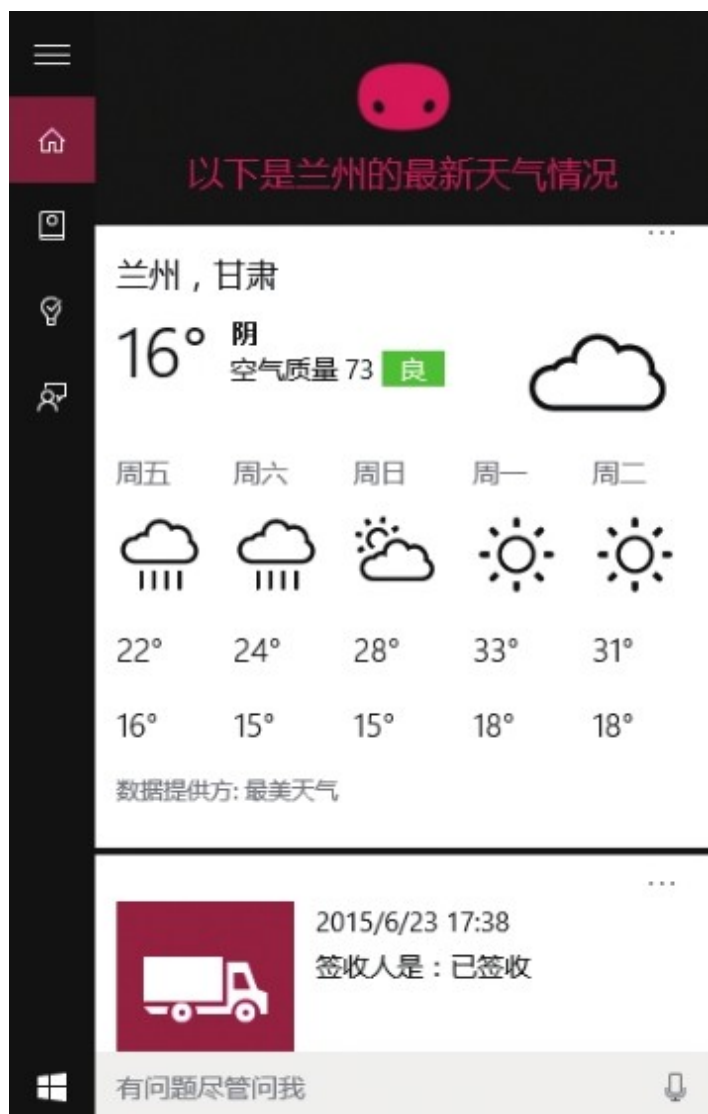 以下是兰州的最新天气情况
兰州，甘肃
16° 阴
空气质量 73 良
周五 周六 周日 周一 周二
22° 24° 28° 33° 31°
16° 15° 15° 18° 18°
数据提供方: 最美天气
2015/6/23 17:38
签收人是：已签收
有问题尽管问我